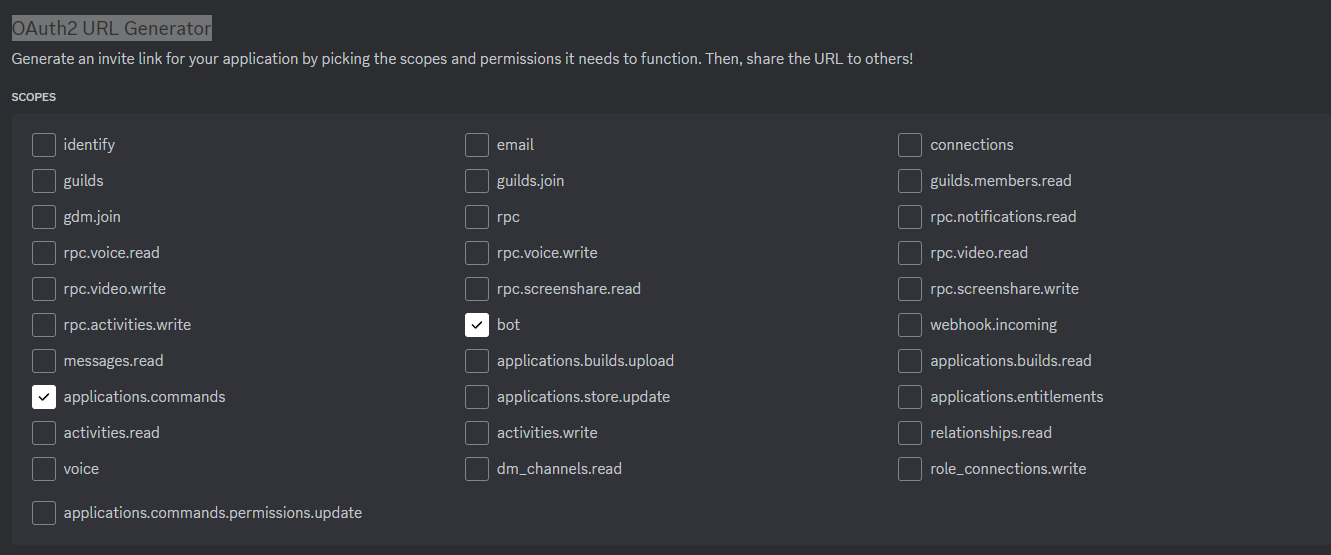 OAuth2 URL Generator
Generate an invite link for your application by picking the scopes and permissions it needs to function. Then, share the URL to others!
SCOPES
identify email connections
guilds guilds.join guilds.members.read
gdm.join rpc rpc.notifications.read
rpc.voice.read rpc.voice.write rpc.video.read
rpc.video.write rpc.screenshare.read rpc.screenshare.write
rpc.activities.write bot webhook.incoming
messages.read applications.builds.upload applications.builds.read
applications.commands applications.store.update applications.entitlements
activities.read activities.write relationships.read
voice dm_channels.read role_connections.write
applications.commands.permissions.update